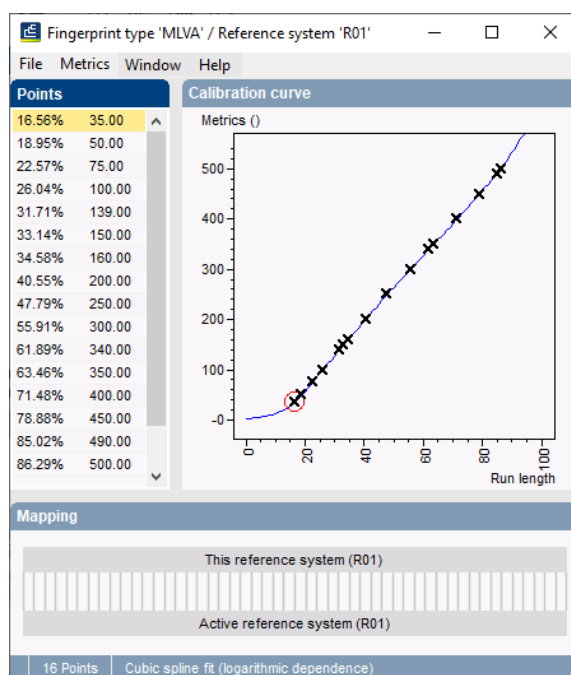 Fingerprint type 'MLVA' / Reference system 'R01'
File Metrics Window Help
Points
16.56% 35.00
18.95% 50.00
22.57% 75.00
26.04% 100.00
31.71% 139.00
33.14% 150.00
34.58% 160.00
40.55% 200.00
47.79% 250.00
55.91% 300.00
61.89% 340.00
63.46% 350.00
71.48% 400.00
78.88% 450.00
85.02% 490.00
86.29% 500.00
Calibration curve
Metrics ()
500
400
300
200
100
-0
0 20 40 60 80 100
Run length
Mapping
This reference system (R01)
Active reference system (R01)
16 Points Cubic spline fit (logarithmic dependence)